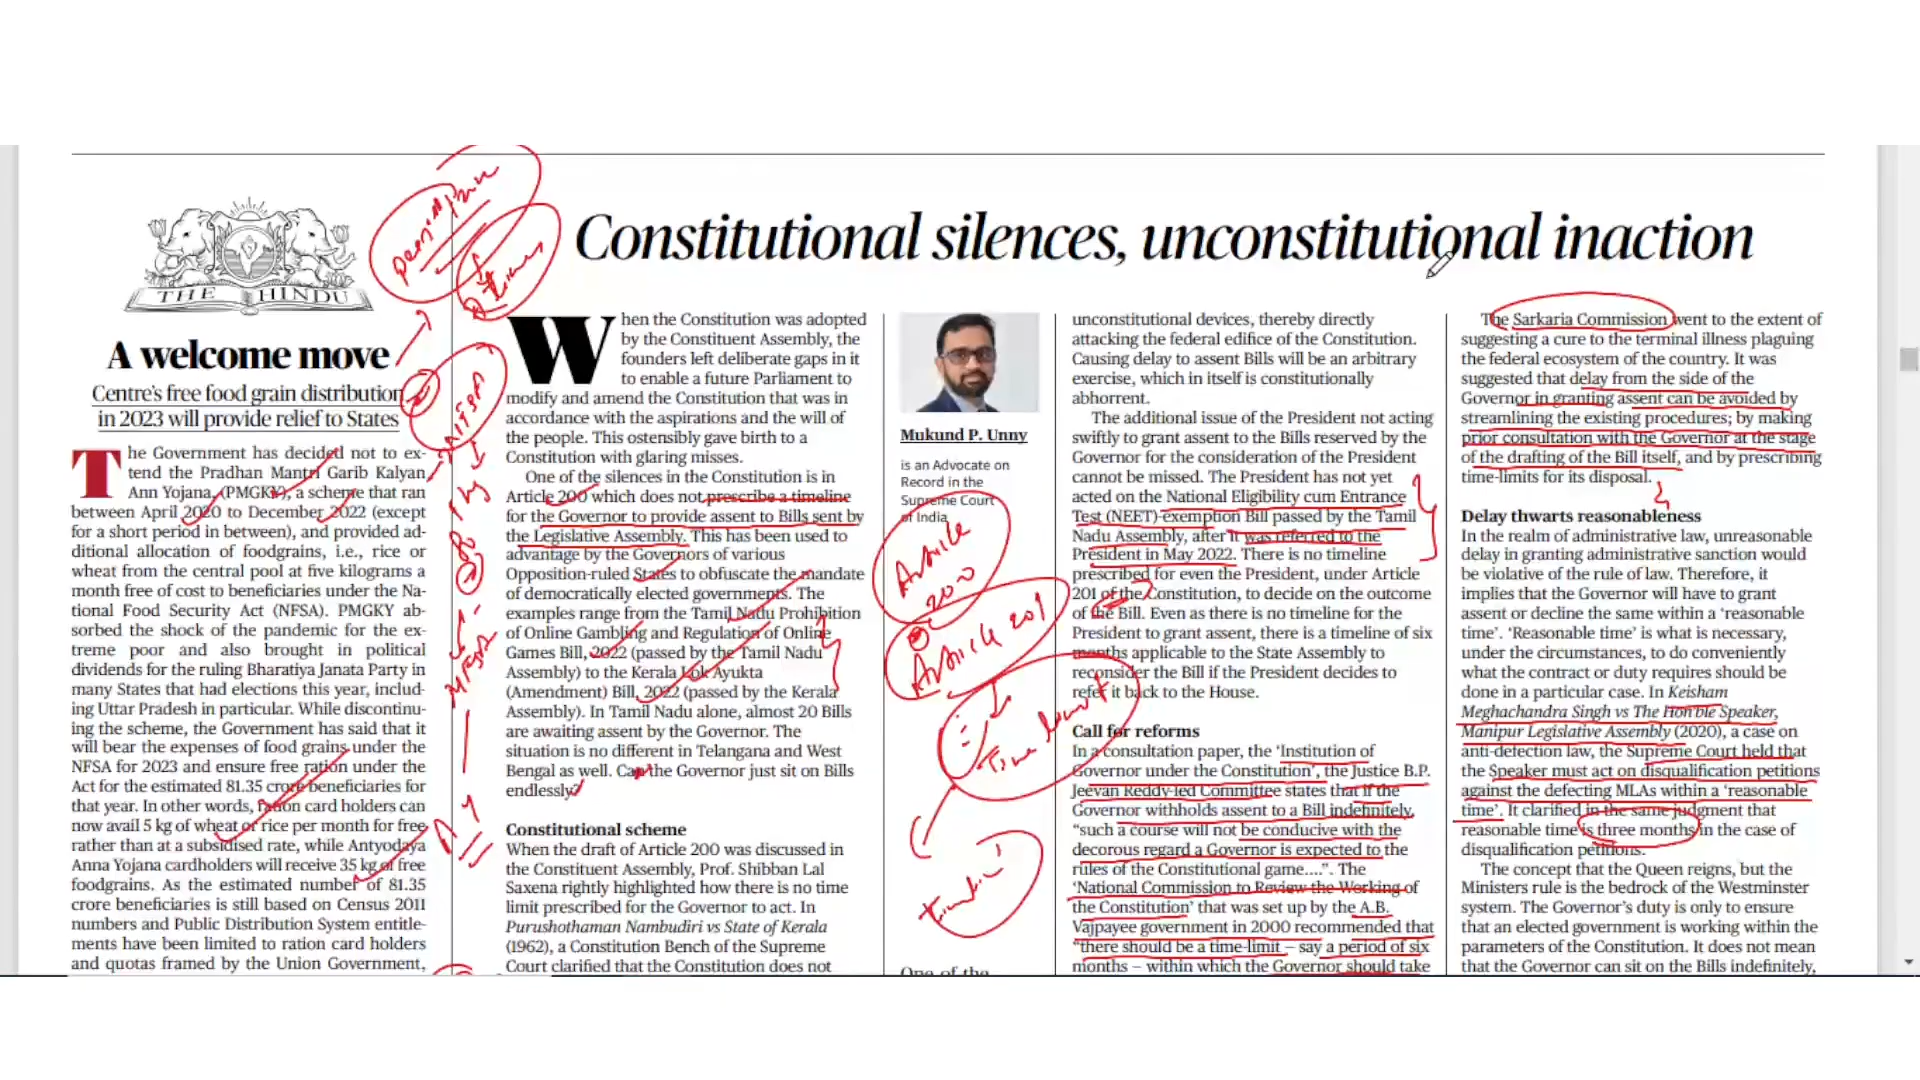 THE HINDU
A welcome move
Centre's free food grain distribution
in 2023 will provide relief to States
The Government has decided not to ex-
tend the Pradhan Mantri Garib Kalyan
Ann Yojana, (PMGKY), a scheme that ran
between April 2020 to December 2022 (except
for a short period in between), and provided ad-
ditional allocation of foodgrains, i.e., rice or
wheat from the central pool at five kilograms a
month free of cost to beneficiaries under the Na-
tional Food Security Act (NFSA). PMGKY ab-
sorbed the shock of the pandemic for the ex-
treme poor and also brought in political
dividends for the ruling Bharatiya Janata Party in
many States that had elections this year, includ-
ing Uttar Pradesh in particular. While discontinu-
ing the scheme, the Government has said that it
will bear the expenses of food grains under the
NFSA for 2023 and ensure free ration under the
Act for the estimated 81.35 crore beneficiaries for
that year. In other words, ration card holders can
now avail 5 kg of wheat or rice per month for free
rather than at a subsidised rate, while Antyodaya
Anna Yojana cardholders will receive 35 kg of free
foodgrains. As the estimated number of 81.35
crore beneficiaries is still based on Census 2011
numbers and Public Distribution System entitle-
ments have been limited to ration card holders
and quotas framed by the Union Government,
Constitutional silences, unconstitutional inaction
When the Constitution was adopted
by the Constituent Assembly, the
founders left deliberate gaps in it
to enable a future Parliament to
modify and amend the Constitution that was in
accordance with the aspirations and the will of
the people. This ostensibly gave birth to a
Constitution with glaring misses.
One of the silences in the Constitution is in
Article 200 which does not prescribe a timeline
for the Governor to provide assent to Bills sent by
the Legislative Assembly. This has been used to
advantage by the Governors of various
Opposition-ruled States to obfuscate the mandate
of democratically elected governments. The
examples range from the Tamil Nadu Prohibition
of Online Gambling and Regulation of Online
Games Bill, 2022 (passed by the Tamil Nadu
Assembly) to the Kerala Lok Ayukta
(Amendment) Bill, 2022 (passed by the Kerala
Assembly). In Tamil Nadu alone, almost 20 Bills
are awaiting assent by the Governor. The
situation is no different in Telangana and West
Bengal as well. Can the Governor just sit on Bills
endlessly?
Constitutional scheme
When the draft of Article 200 was discussed in
the Constituent Assembly, Prof. Shibban Lal
Saxena rightly highlighted how there is no time
limit prescribed for the Governor to act. In
Purushothaman Nambudiri vs State of Kerala
(1962), a Constitution Bench of the Supreme
Court clarified that the Constitution does not
Mukund P. Unny
is an Advocate on
Record in the
Supreme Court
of India
Article
200
Article 201
Time limit
One of the
unconstitutional devices, thereby directly
attacking the federal edifice of the Constitution.
Causing delay to assent Bills will be an arbitrary
exercise, which in itself is constitutionally
abhorrent.
The additional issue of the President not acting
swiftly to grant assent to the Bills reserved by the
Governor for the consideration of the President
cannot be missed. The President has not yet
acted on the National Eligibility cum Entrance
Test (NEET)-exemption Bill passed by the Tamil
Nadu Assembly, after it was referred to the
President in May 2022. There is no timeline
prescribed for even the President, under Article
201 of the Constitution, to decide on the outcome
of the Bill. Even as there is no timeline for the
President to grant assent, there is a timeline of six
months applicable to the State Assembly to
reconsider the Bill if the President decides to
refer it back to the House.
Call for reforms
In a consultation paper, the 'Institution of
Governor under the Constitution', the Justice B.P.
Jeevan Reddy-led Committee states that if the
Governor withholds assent to a Bill indefinitely,
"such a course will not be conducive with the
decorous regard a Governor is expected to the
rules of the Constitutional game....". The
'National Commission to Review the Working of
the Constitution' that was set up by the A.B.
Vajpayee government in 2000 recommended that
"there should be a time-limit – say a period of six
months – within which the Governor should take
The Sarkaria Commission went to the extent of
suggesting a cure to the terminal illness plaguing
the federal ecosystem of the country. It was
suggested that delay from the side of the
Governor in granting assent can be avoided by
streamlining the existing procedures; by making
prior consultation with the Governor at the stage
of the drafting of the Bill itself, and by prescribing
time-limits for its disposal.
Delay thwarts reasonableness
In the realm of administrative law, unreasonable
delay in granting administrative sanction would
be violative of the rule of law. Therefore, it
implies that the Governor will have to grant
assent or decline the same within a 'reasonable
time'. 'Reasonable time' is what is necessary,
under the circumstances, to do conveniently
what the contract or duty requires should be
done in a particular case. In Keisham
Meghachandra Singh vs The Hon'ble Speaker,
Manipur Legislative Assembly (2020), a case on
anti-defection law, the Supreme Court held that
the Speaker must act on disqualification petitions
against the defecting MLAs within a 'reasonable
time'. It clarified in the same judgment that
reasonable time is three months in the case of
disqualification petitions.
The concept that the Queen reigns, but the
Ministers rule is the bedrock of the Westminster
system. The Governor's duty is only to ensure
that an elected government is working within the
parameters of the Constitution. It does not mean
that the Governor can sit on the Bills indefinitely,